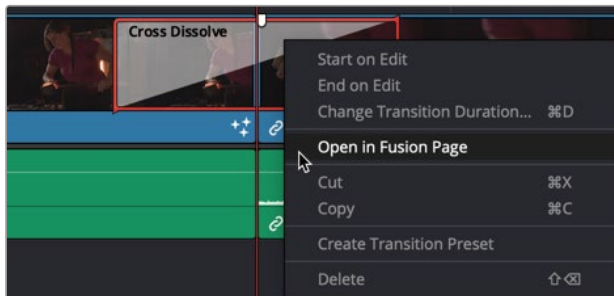 Cross Dissolve
Start on Edit
End on Edit
Change Transition Duration... ⌘D
Open in Fusion Page
Cut ⌘X
Copy ⌘C
Create Transition Preset
Delete ⇧⌫